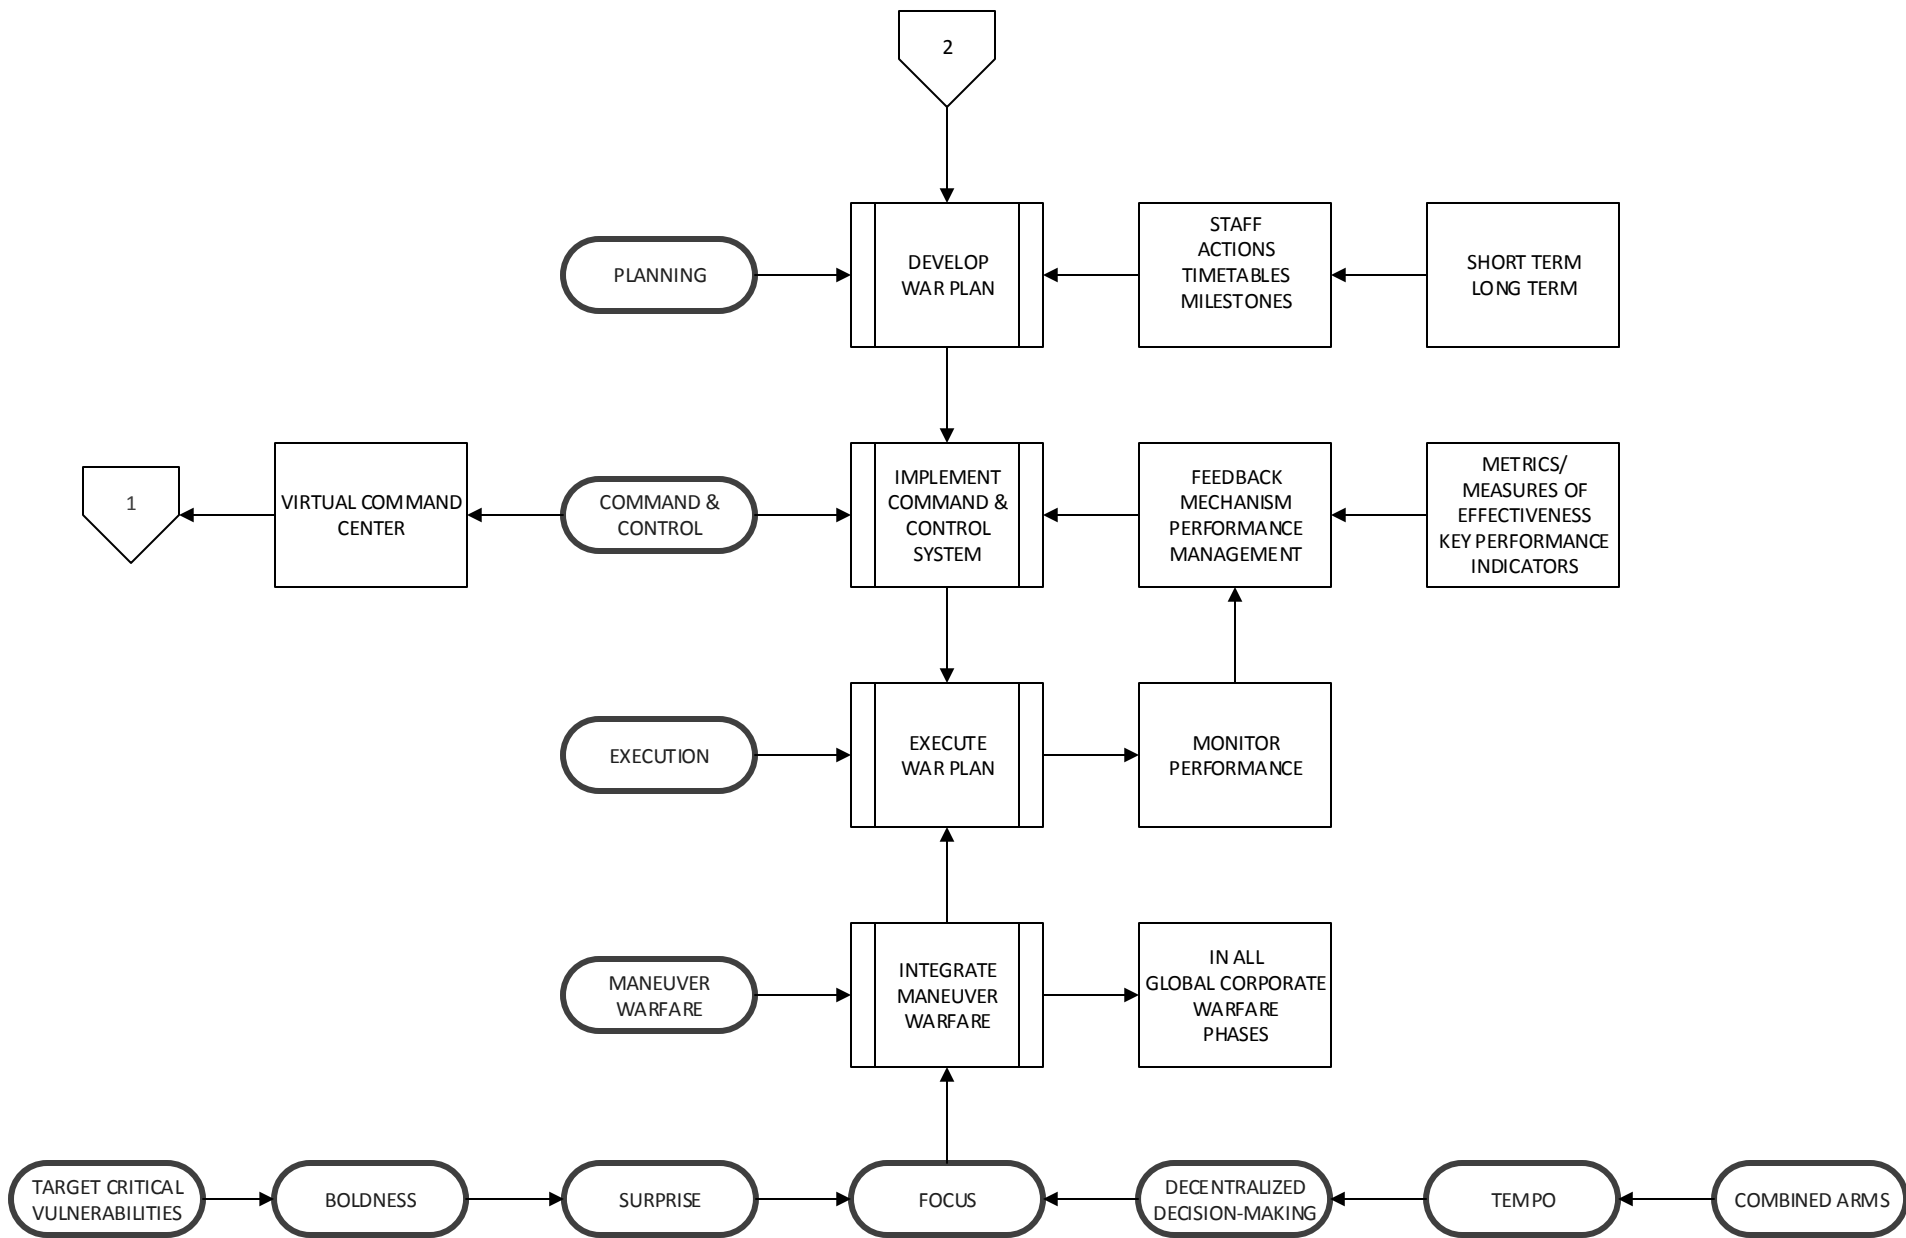 2
PLANNING
DEVELOP
WAR PLAN
STAFF
ACTIONS
TIMETABLES
MILESTONES
SHORT TERM
LONG TERM
1
VIRTUAL COMMAND
CENTER
COMMAND &
CONTROL
IMPLEMENT
COMMAND &
CONTROL
SYSTEM
FEEDBACK
MECHANISM
PERFORMANCE
MANAGEMENT
METRICS/
MEASURES OF
EFFECTIVENESS
KEY PERFORMANCE
INDICATORS
EXECUTION
EXECUTE
WAR PLAN
MONITOR
PERFORMANCE
MANEUVER
WARFARE
INTEGRATE
MANEUVER
WARFARE
IN ALL
GLOBAL CORPORATE
WARFARE
PHASES
TARGET CRITICAL
VULNERABILITIES
BOLDNESS
SURPRISE
FOCUS
DECENTRALIZED
DECISION-MAKING
TEMPO
COMBINED ARMS